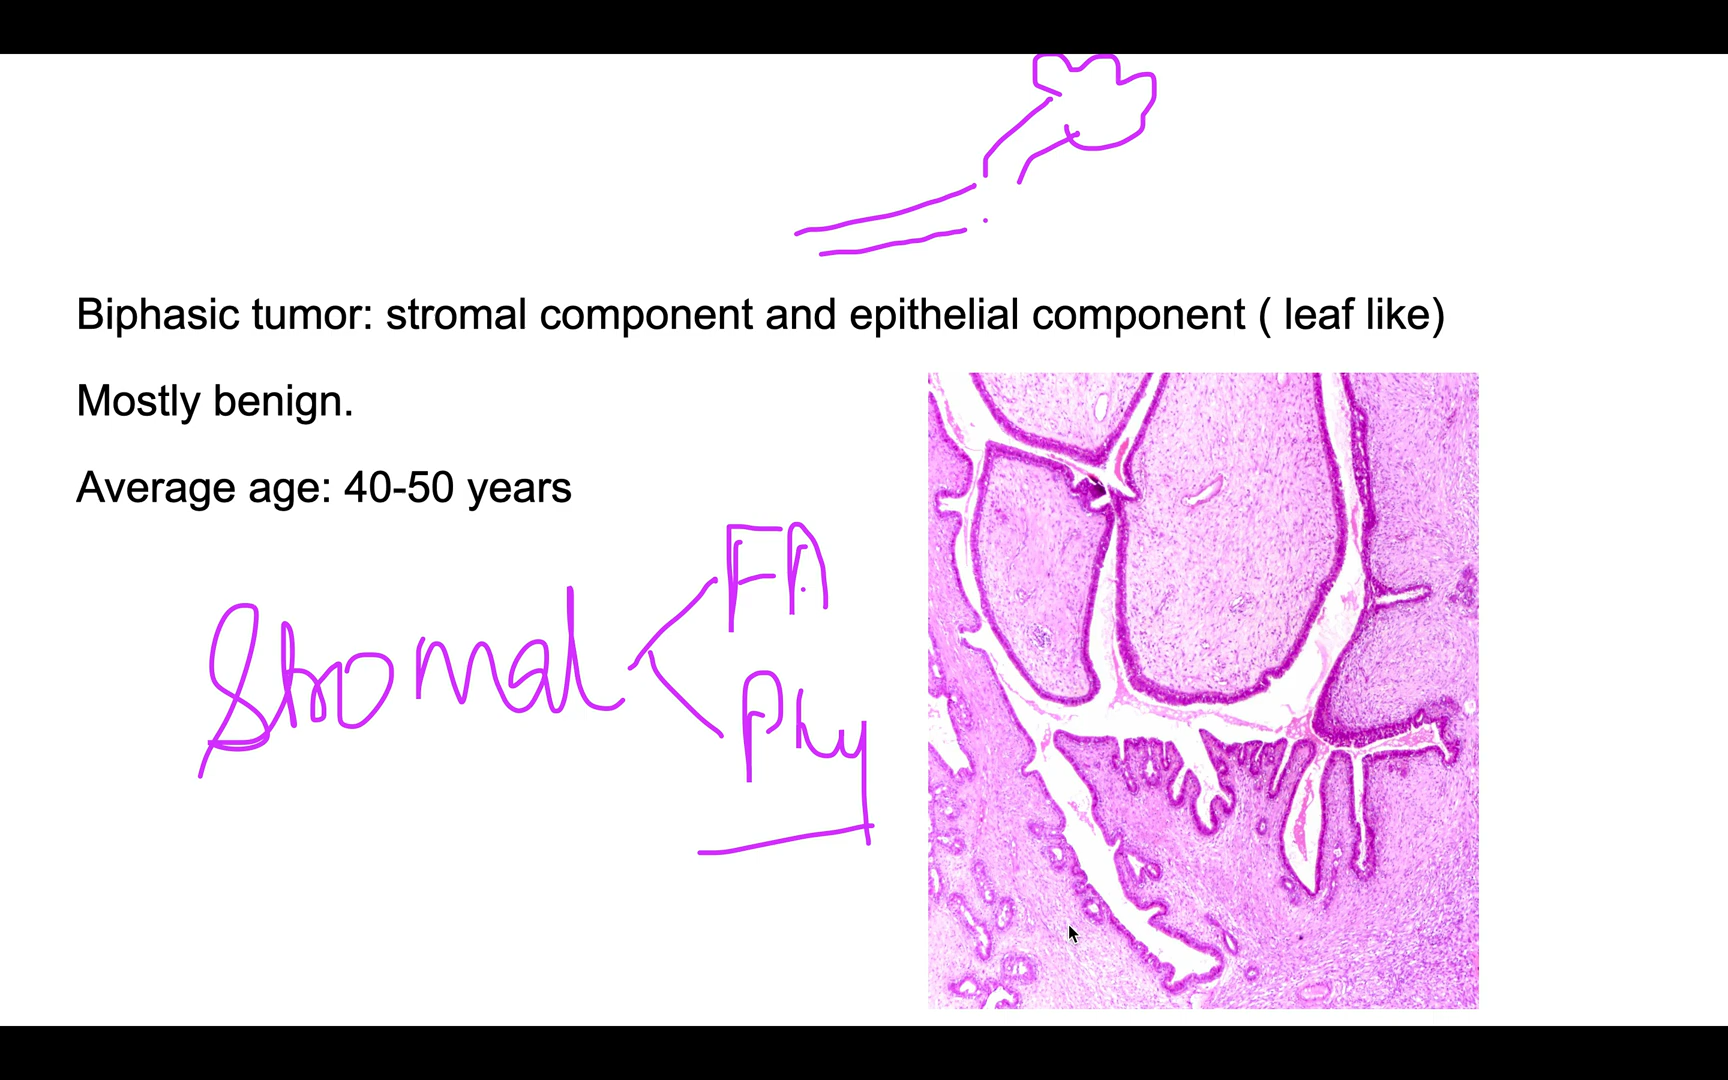 Biphasic tumor: stromal component and epithelial component ( leaf like)
Mostly benign.
Average age: 40-50 years
FA
Stromal
Phy